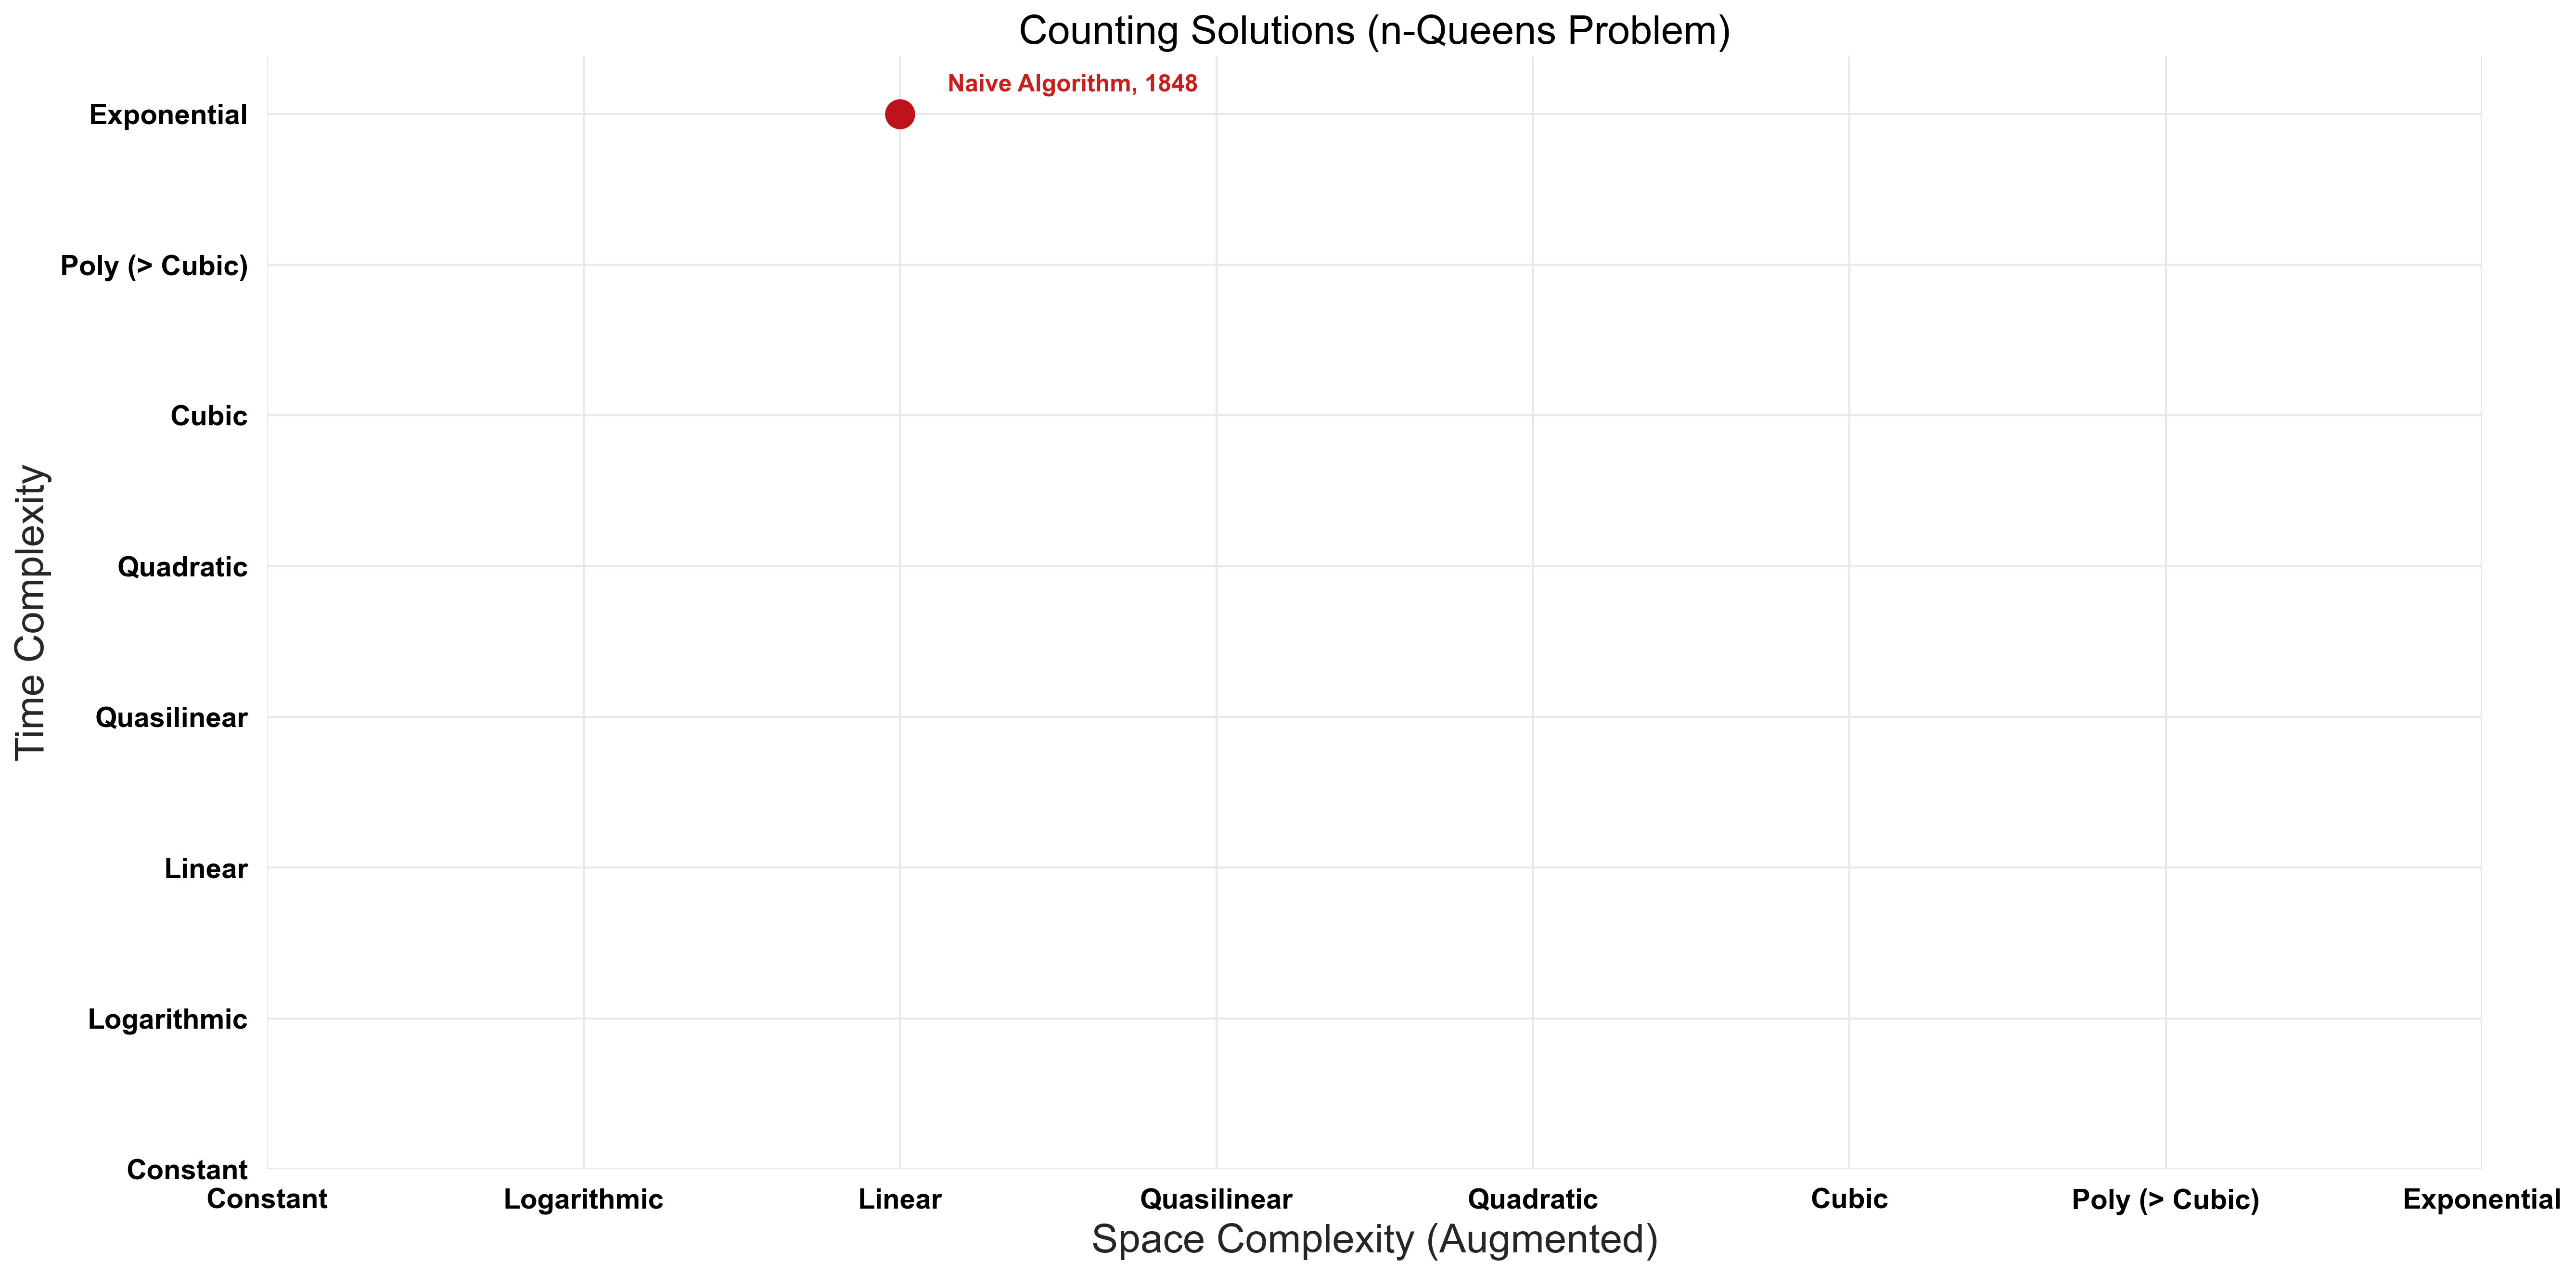 Counting Solutions (n-Queens Problem)
Naive Algorithm, 1848
Time Complexity
Exponential
Poly (> Cubic)
Cubic
Quadratic
Quasilinear
Linear
Logarithmic
Constant
Constant Logarithmic Linear Quasilinear Quadratic Cubic Poly (> Cubic) Exponential
Space Complexity (Augmented)